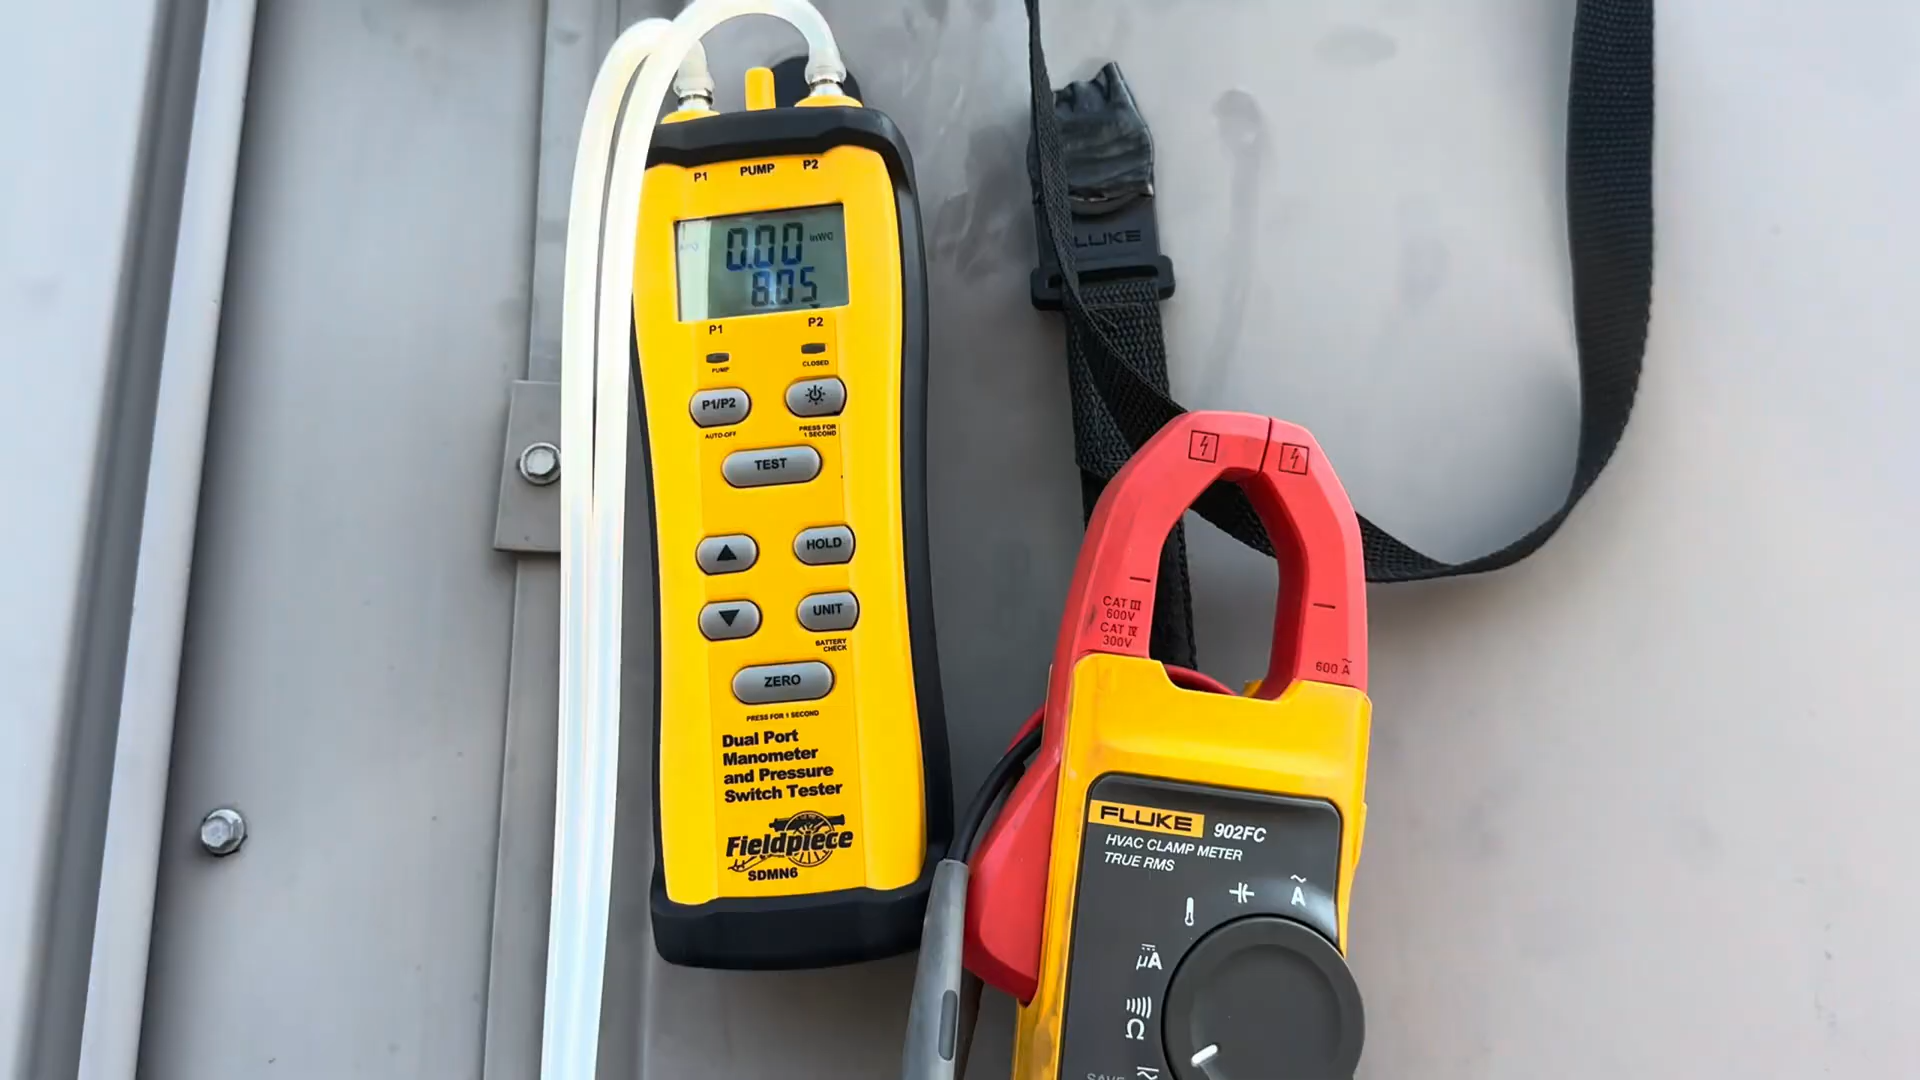 P1 PUMP P2
0.00 inWC
8.05
P1 P2
PUMP CLOSED
P1/P2
AUTO-OFF PRESS FOR
1 SECOND
TEST
HOLD
UNIT
BATTERY
CHECK
ZERO
PRESS FOR 1 SECOND
Dual Port
Manometer
and Pressure
Switch Tester
Fieldpiece
SDMN6
FLUKE
CAT III
600V
CAT IV
300V
600 A
FLUKE 902FC
HVAC CLAMP METER
TRUE RMS
A
µA
Ω
SAVE